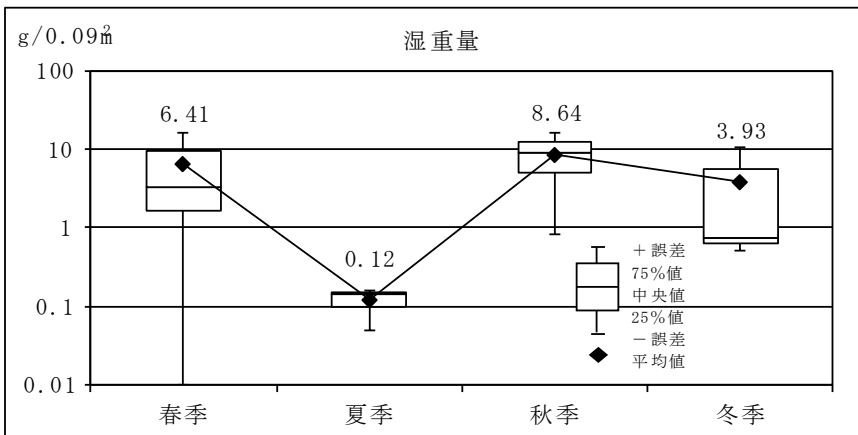 g/0.09㎡
湿重量
100
10
1
0.1
0.01
6.41
0.12
8.64
3.93
+誤差
75%値
中央値
25%値
-誤差
平均値
春季 夏季 秋季 冬季